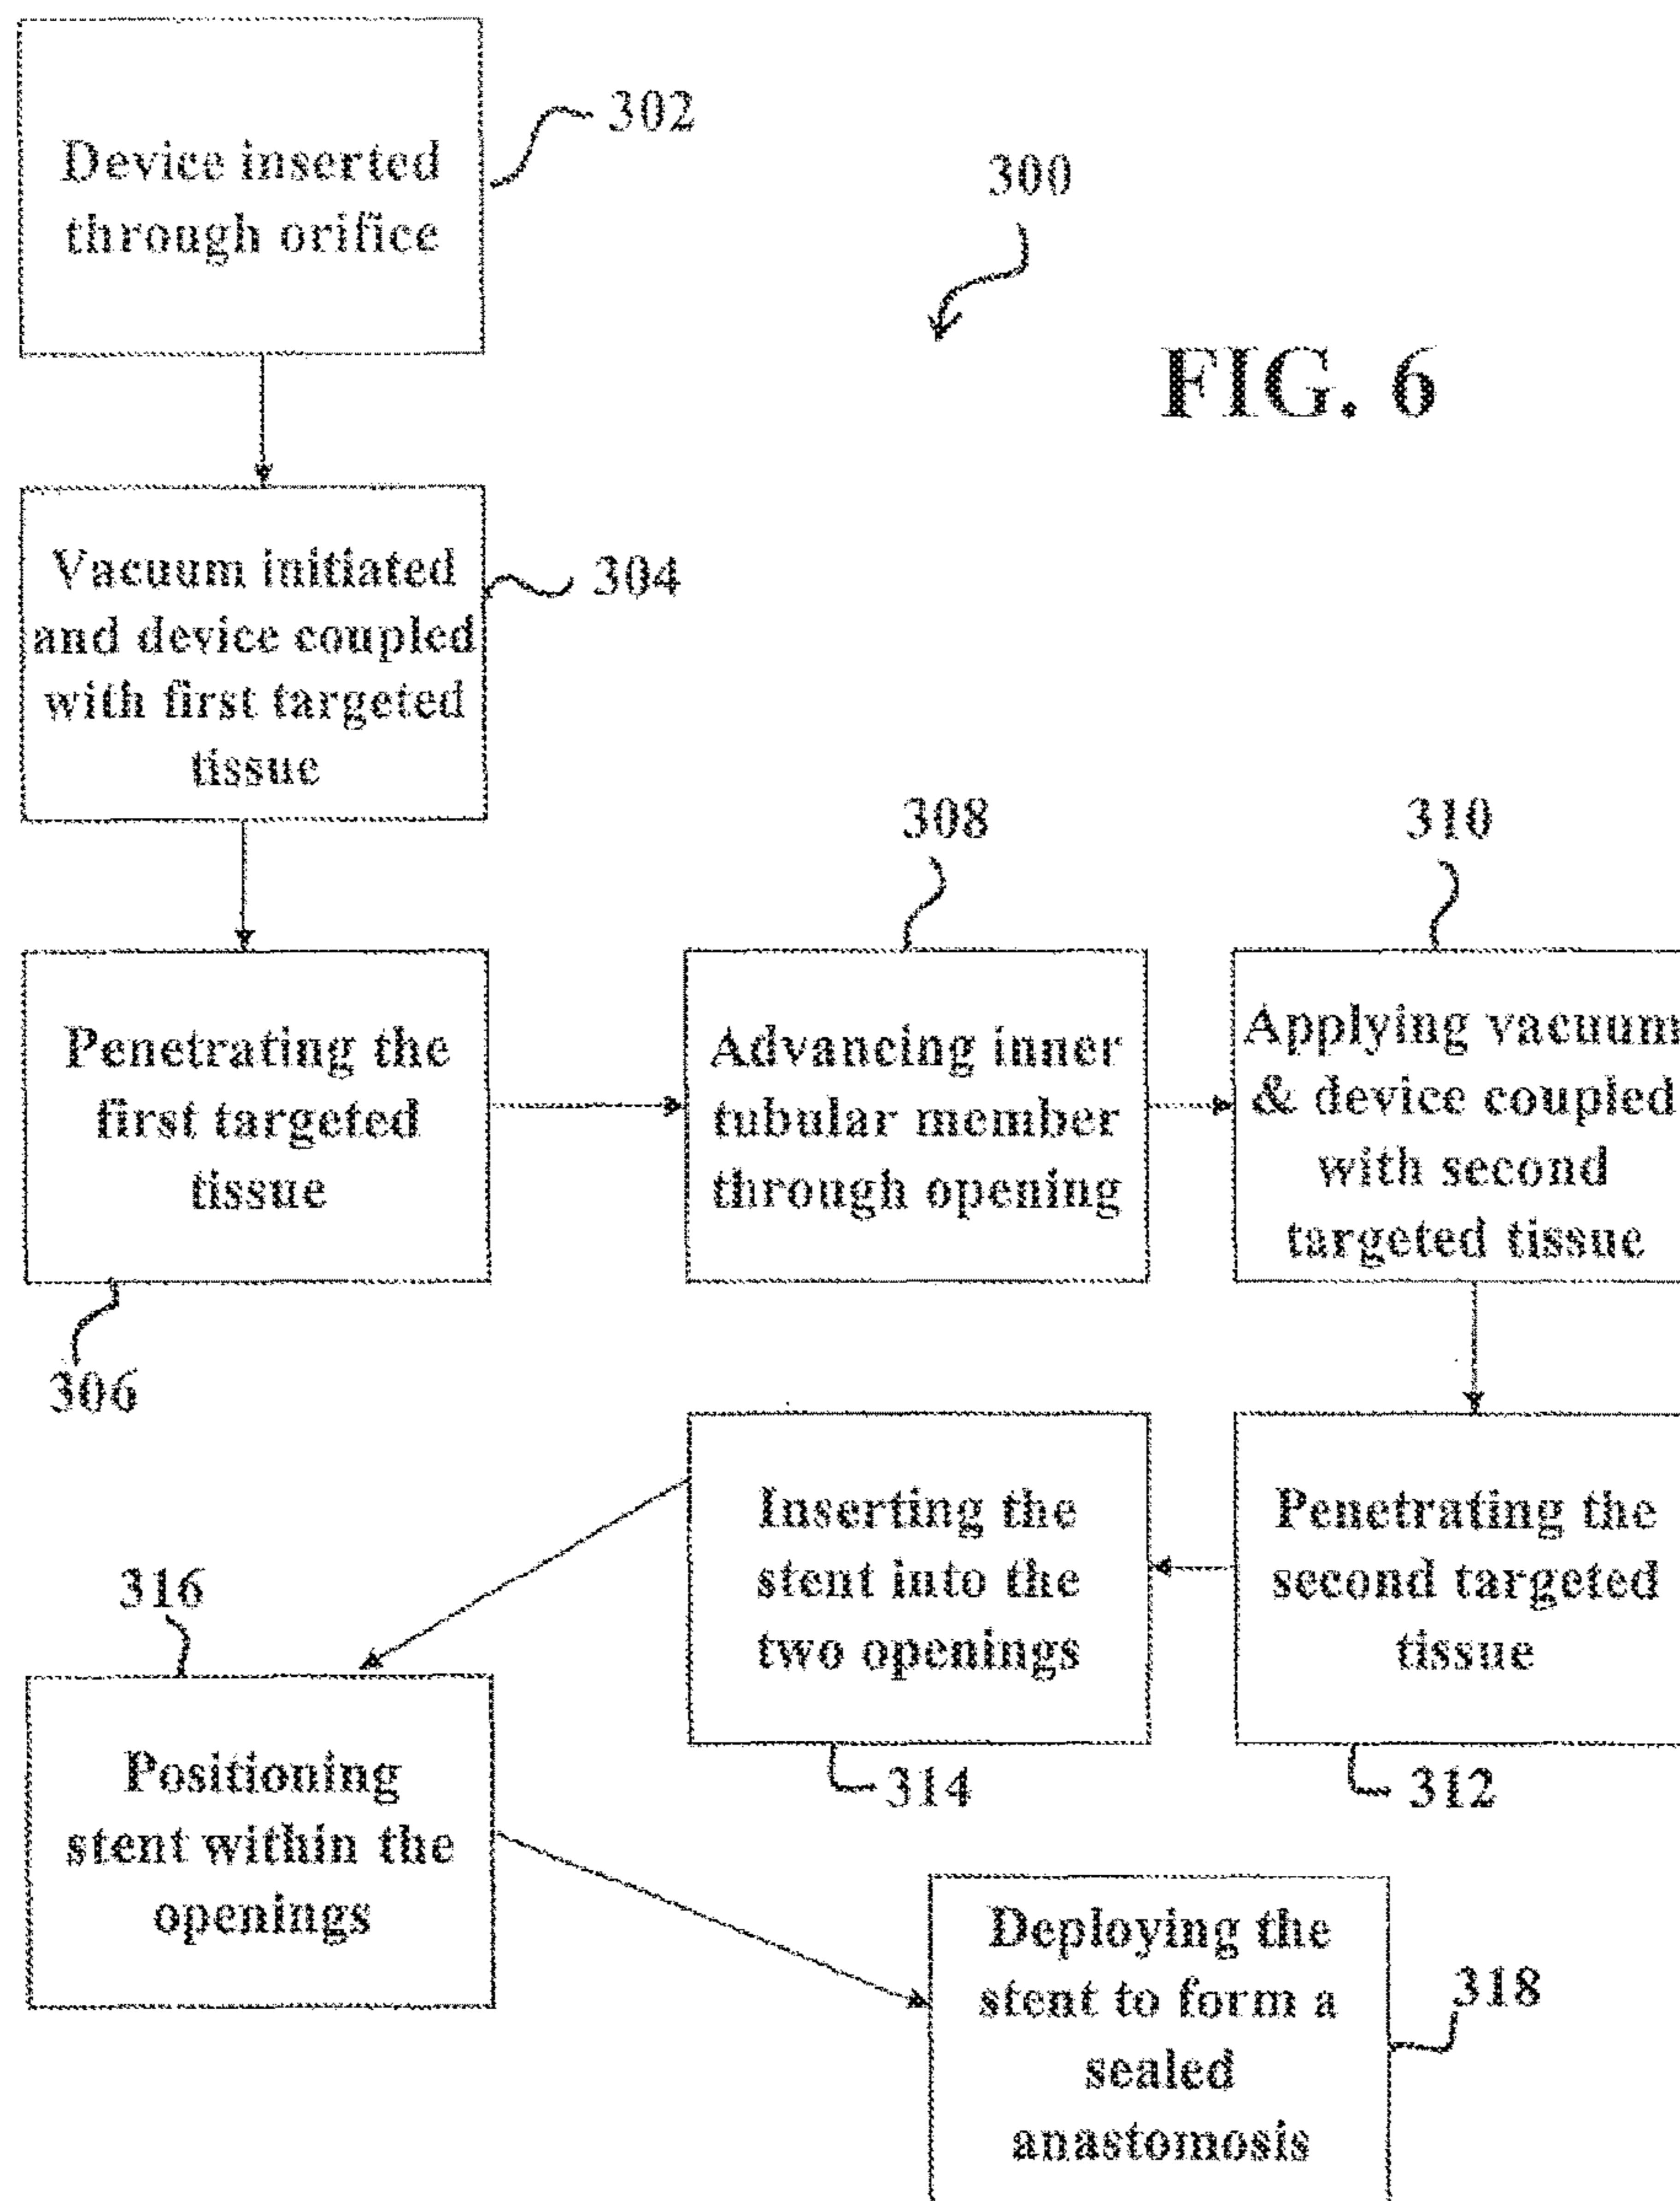 Device inserted
through orifice
302
300
FIG. 6
Vacuum initiated
and device coupled
with first targeted
tissue
304
Penetrating the
first targeted
tissue
306
308
Advancing inner
tubular member
through opening
310
Applying vacuum
& device coupled
with second
targeted tissue
Penetrating the
second targeted
tissue
312
Inserting the
stent into the
two openings
314
316
Positioning
stent within the
openings
Deploying the
stent to form a
sealed
anastomosis
318